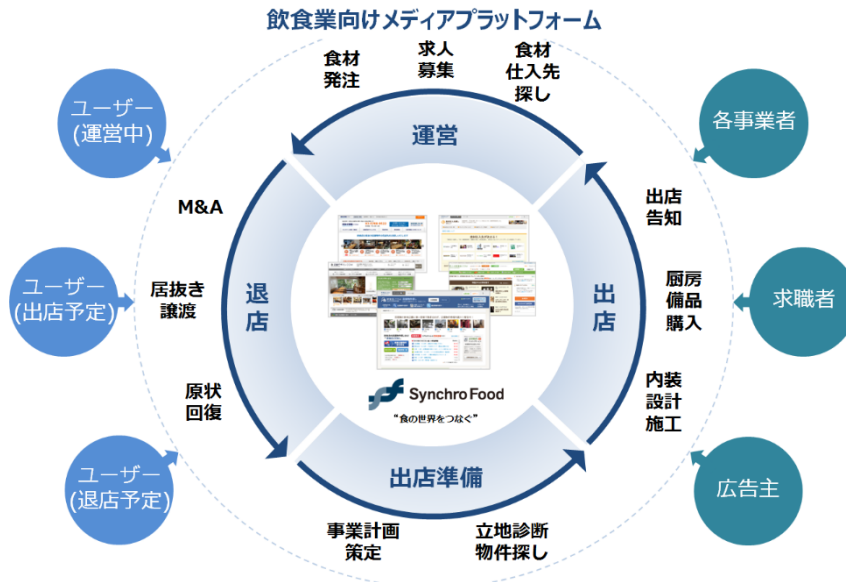 飲食業向けメディアプラットフォーム
食材
発注
求人
募集
食材
仕入先
探し
ユーザー
(運営中)
運営
各事業者
M&A
出店
告知
ユーザー
(出店予定)
居抜き
譲渡
退店
出店
厨房
備品
購入
求職者
原状
回復
Synchro Food
“食の世界をつなぐ”
内装
設計
施工
ユーザー
(退店予定)
出店準備
広告主
事業計画
策定
立地診断
物件探し